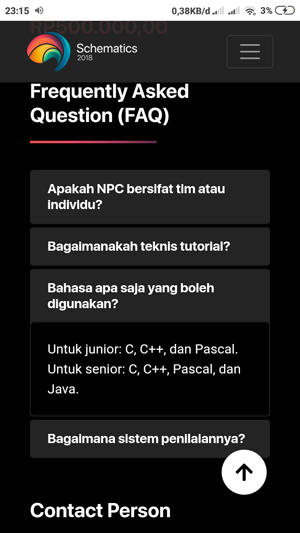 23:15
0,38KB/d
3%
RP500.000,00
Schematics
2018
Frequently Asked
Question (FAQ)
Apakah NPC bersifat tim atau
individu?
Bagaimanakah teknis tutorial?
Bahasa apa saja yang boleh
digunakan?
Untuk junior: C, C++, dan Pascal.
Untuk senior: C, C++, Pascal, dan
Java.
Bagaimana sistem penilaiannya?
Contact Person